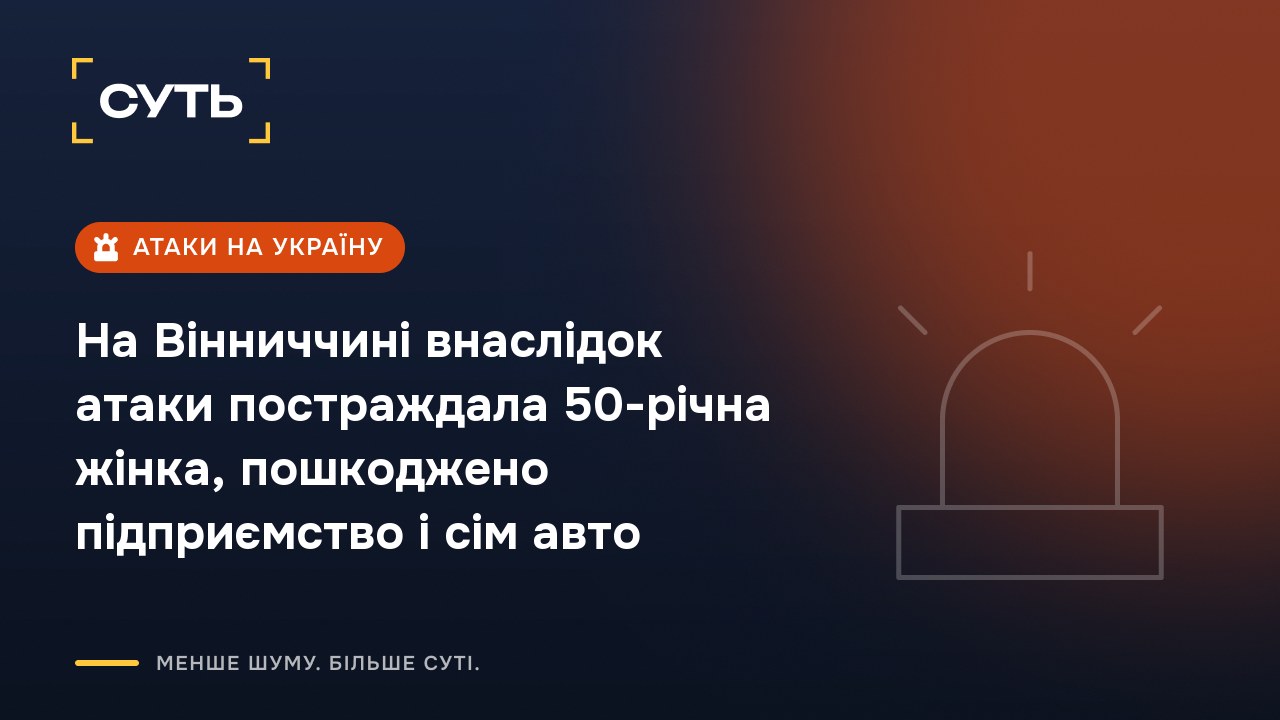 СУТЬ
АТАКИ НА УКРАЇНУ
На Вінниччині внаслідок
атаки постраждала 50-річна
жінка, пошкоджено
підприємство і сім авто
МЕНШЕ ШУМУ. БІЛЬШЕ СУТІ.